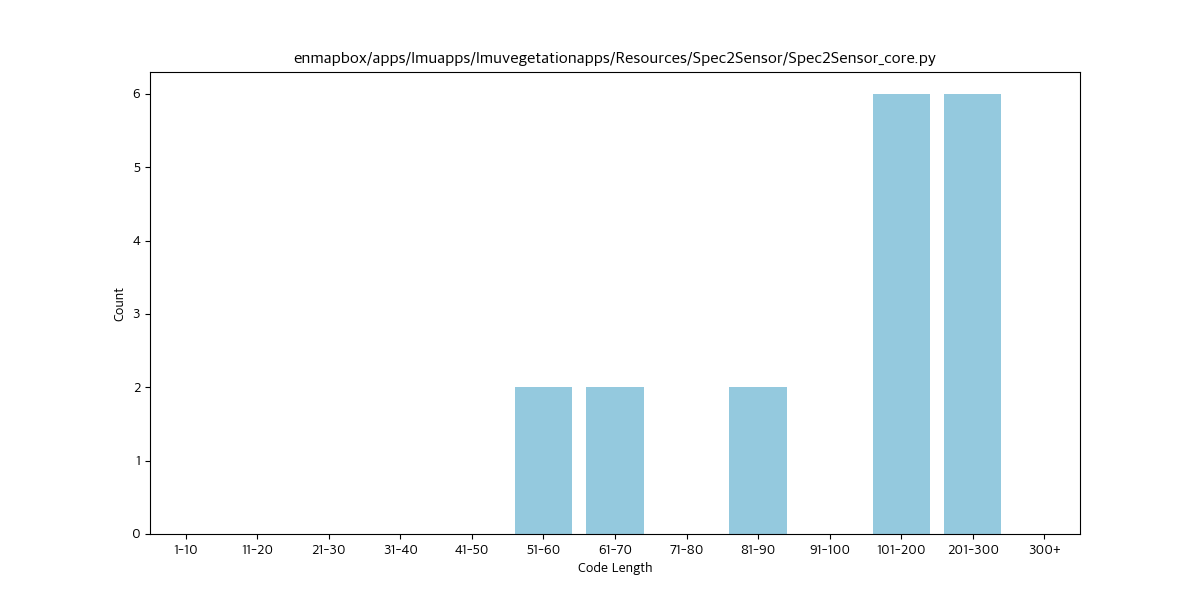 enmapbox/apps/lmuapps/lmuvegetationapps/Resources/Spec2Sensor/Spec2Sensor_core.py
6
5
4
3
2
1
0
Count
1-10 11-20 21-30 31-40 41-50 51-60 61-70 71-80 81-90 91-100 101-200 201-300 300+
Code Length